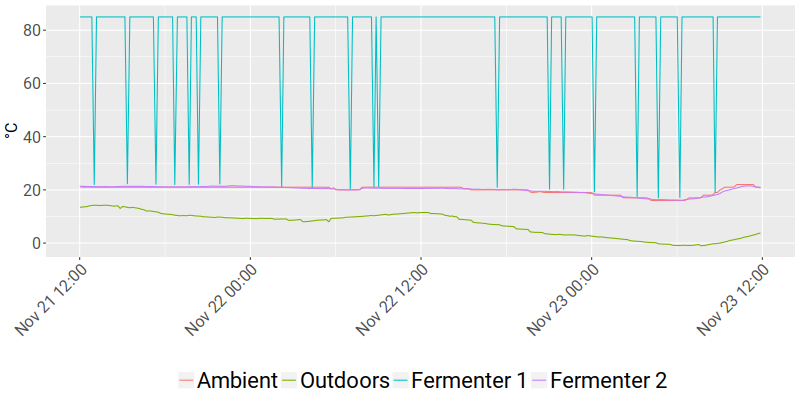 80
60
40
20
0
°C
Nov 21 12:00
Nov 22 00:00
Nov 22 12:00
Nov 23 00:00
Nov 23 12:00
Ambient Outdoors Fermenter 1 Fermenter 2